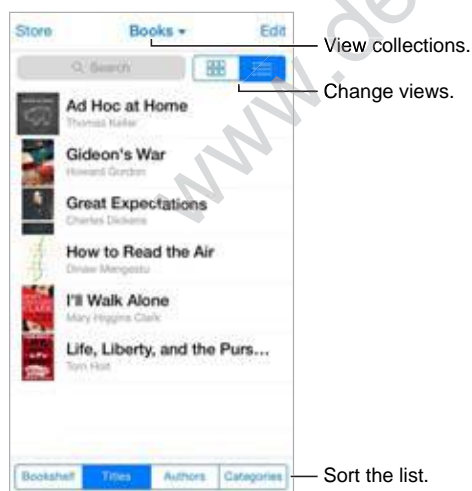 Store Books Edit
View collections.
Search
Change views.
Ad Hoc at Home
Thomas Keller
Gideon's War
Howard Gordon
Great Expectations
Charles Dickens
How to Read the Air
Dinaw Mengestu
I'll Walk Alone
Mary Higgins Clark
Life, Liberty, and the Purs...
Tom Holt
Bookshelf Titles Authors Categories
Sort the list.
www.de